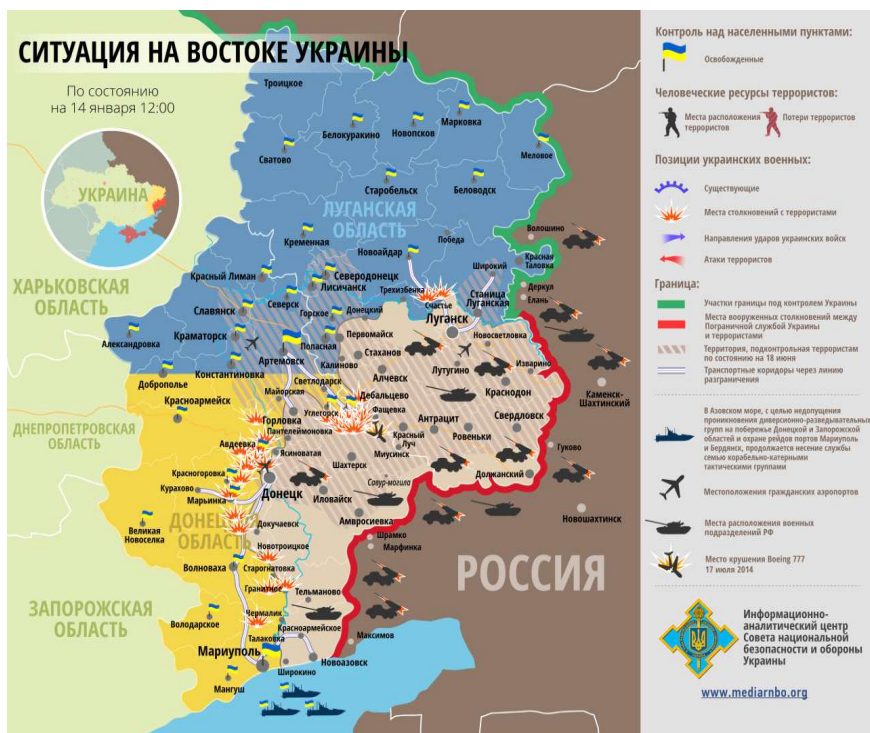 СИТУАЦИЯ НА ВОСТОКЕ УКРАИНЫ
По состоянию
на 14 января 12:00
УКРАИНА
Троицкое
Белокуракино
Новопсков
Марковка
Сватово
Меловое
Старобельск
Беловодск
ЛУГАНСКАЯ
ОБЛАСТЬ
Кременная
Новоайдар
Победа
Волошино
Широкий
Красная
Таловка
ХАРЬКОВСКАЯ
ОБЛАСТЬ
Красный Лиман
Северодонецк
Лисичанск
Трехизбенка
Счастье
Станица
Луганская
Деркул
Елань
Славянск
Северск
Горское
Донецкий
Луганск
Александровка
Краматорск
Попасная
Первомайск
Новосветловка
Артемовск
Стаханов
Калиново
Лутугино
Изварино
Константиновка
Светлодарск
Алчевск
Краснодон
Каменск-
Шахтинский
Доброполье
Майорская
Дебальцево
Красноармейск
Углегорск
Фащевка
Антрацит
Свердловск
ДНЕПРОПЕТРОВСКАЯ
ОБЛАСТЬ
Горловка
Пантелеймоновка
Красный
Луч
Ровеньки
Авдеевка
Ясиноватая
Миусинск
Гуково
Красногоровка
Шахтерск
Должанский
Курахово
Марьинка
Донецк
Саур-могила
Иловайск
Новошахтинск
Великая
Новоселка
ДОНЕЦКАЯ
ОБЛАСТЬ
Докучаевск
Амвросиевка
Шрамко
Марфинка
Новотроицкое
РОССИЯ
Волноваха
Старогнатовка
Гранитное
Тельманово
ЗАПОРОЖСКАЯ
ОБЛАСТЬ
Володарское
Чермалик
Красноармейское
Максимов
Талаковка
Мариуполь
Новоазовск
Широкино
Мангуш
Контроль над населенными пунктами:
Освобожденные
Человеческие ресурсы террористов:
Места расположения
террористов
Потери террористов
Позиции украинских военных:
Существующие
Места столкновений с террористами
Направления ударов украинских войск
Атаки террористов
Граница:
Участки границы под контролем Украины
Места вооруженных столкновений между
Пограничной службой Украины
и террористами
Территория, подконтрольная террористам
по состоянию на 18 июня
Транспортные коридоры через линию
разграничения
В Азовском море, с целью недопущения
проникновения диверсионно-разведывательных
групп на побережье Донецкой и Запорожской
областей и охране рейдов портов Мариуполь
и Бердянск, продолжается несение службы
семью корабельно-катерными
тактическими группами
Местоположения гражданских аэропортов
Места расположения военных
подразделений РФ
Место крушения Boeing 777
17 июля 2014
Информационно-
аналитический центр
Совета национальной
безопасности и обороны
Украины
www.mediarnbo.org